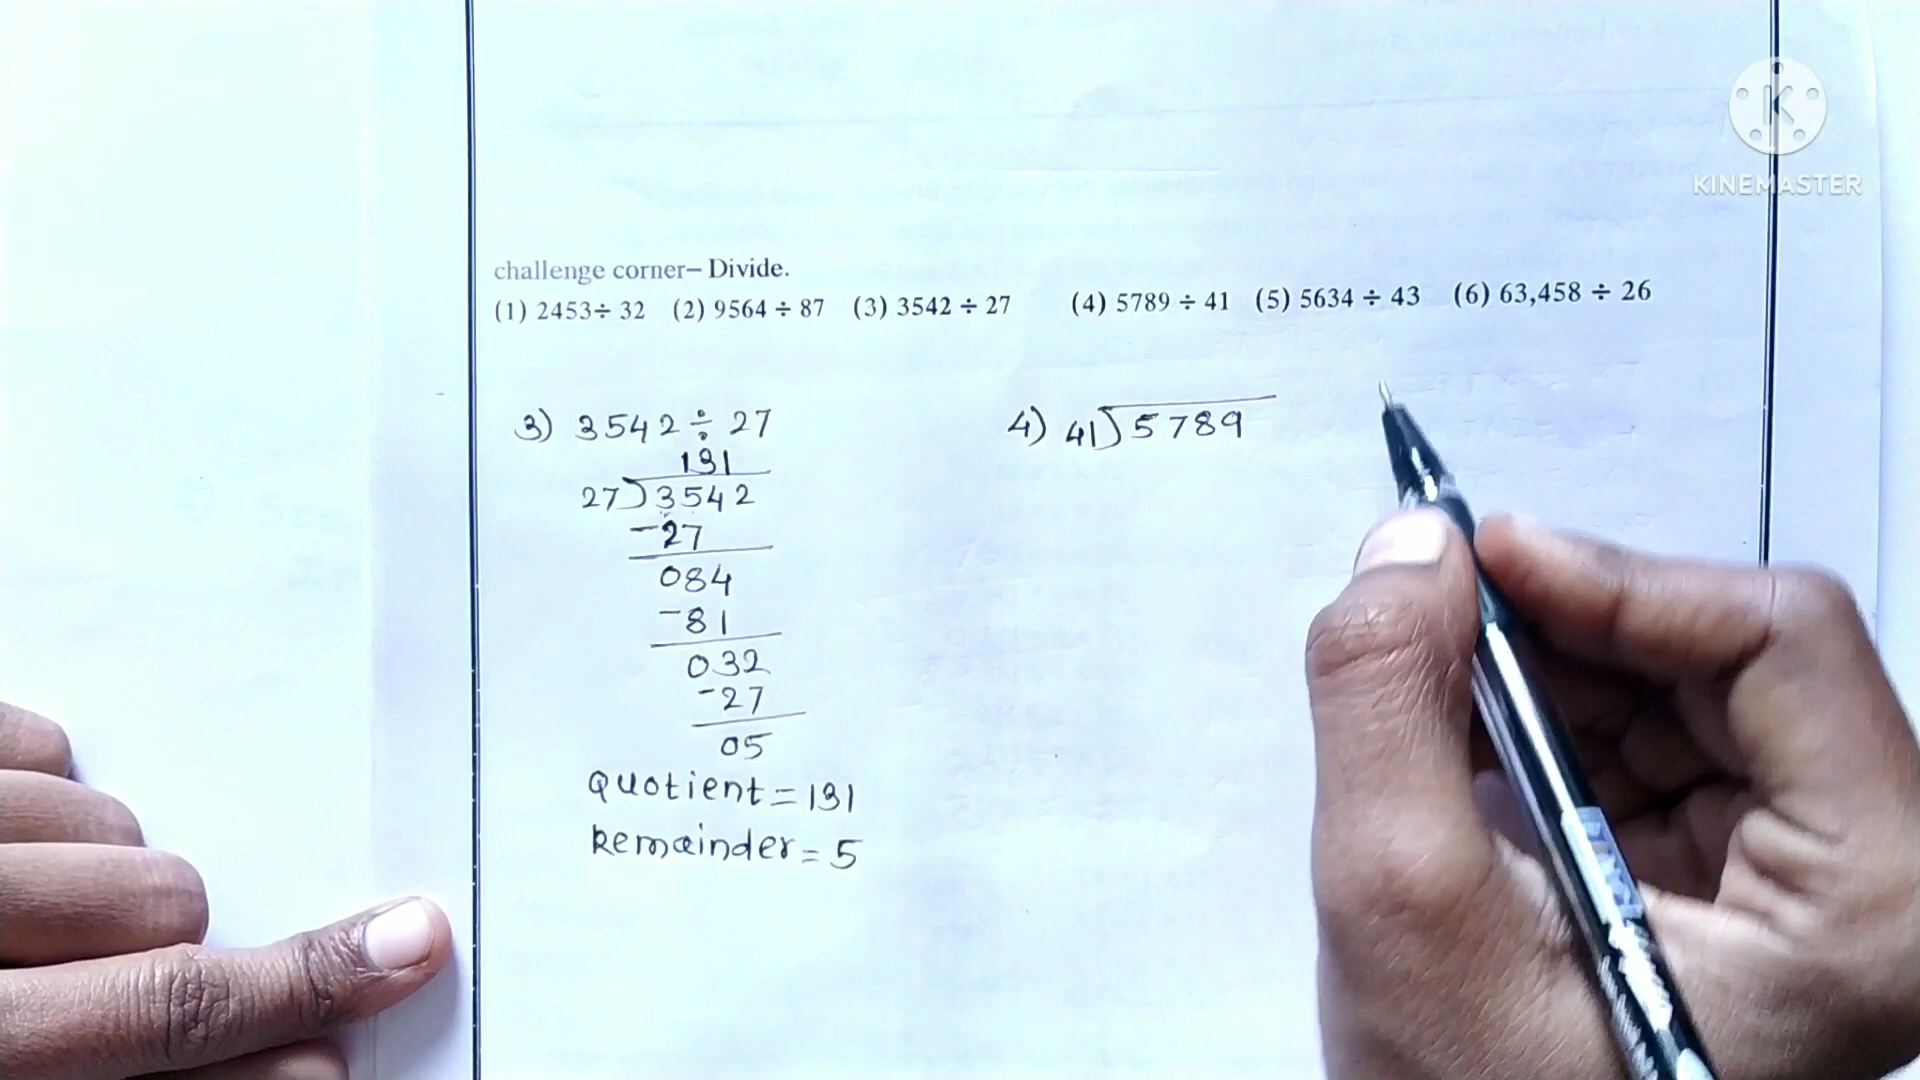 KINEMASTER
challenge corner– Divide.
(1) 2453÷ 32 (2) 9564 ÷ 87 (3) 3542 ÷ 27 (4) 5789 ÷ 41 (5) 5634 ÷ 43 (6) 63,458 ÷ 26
3) 3542 ÷ 27
131
27)3542
-27
084
-81
032
-27
05
Quotient = 131
Remainder = 5
4) 41)5789